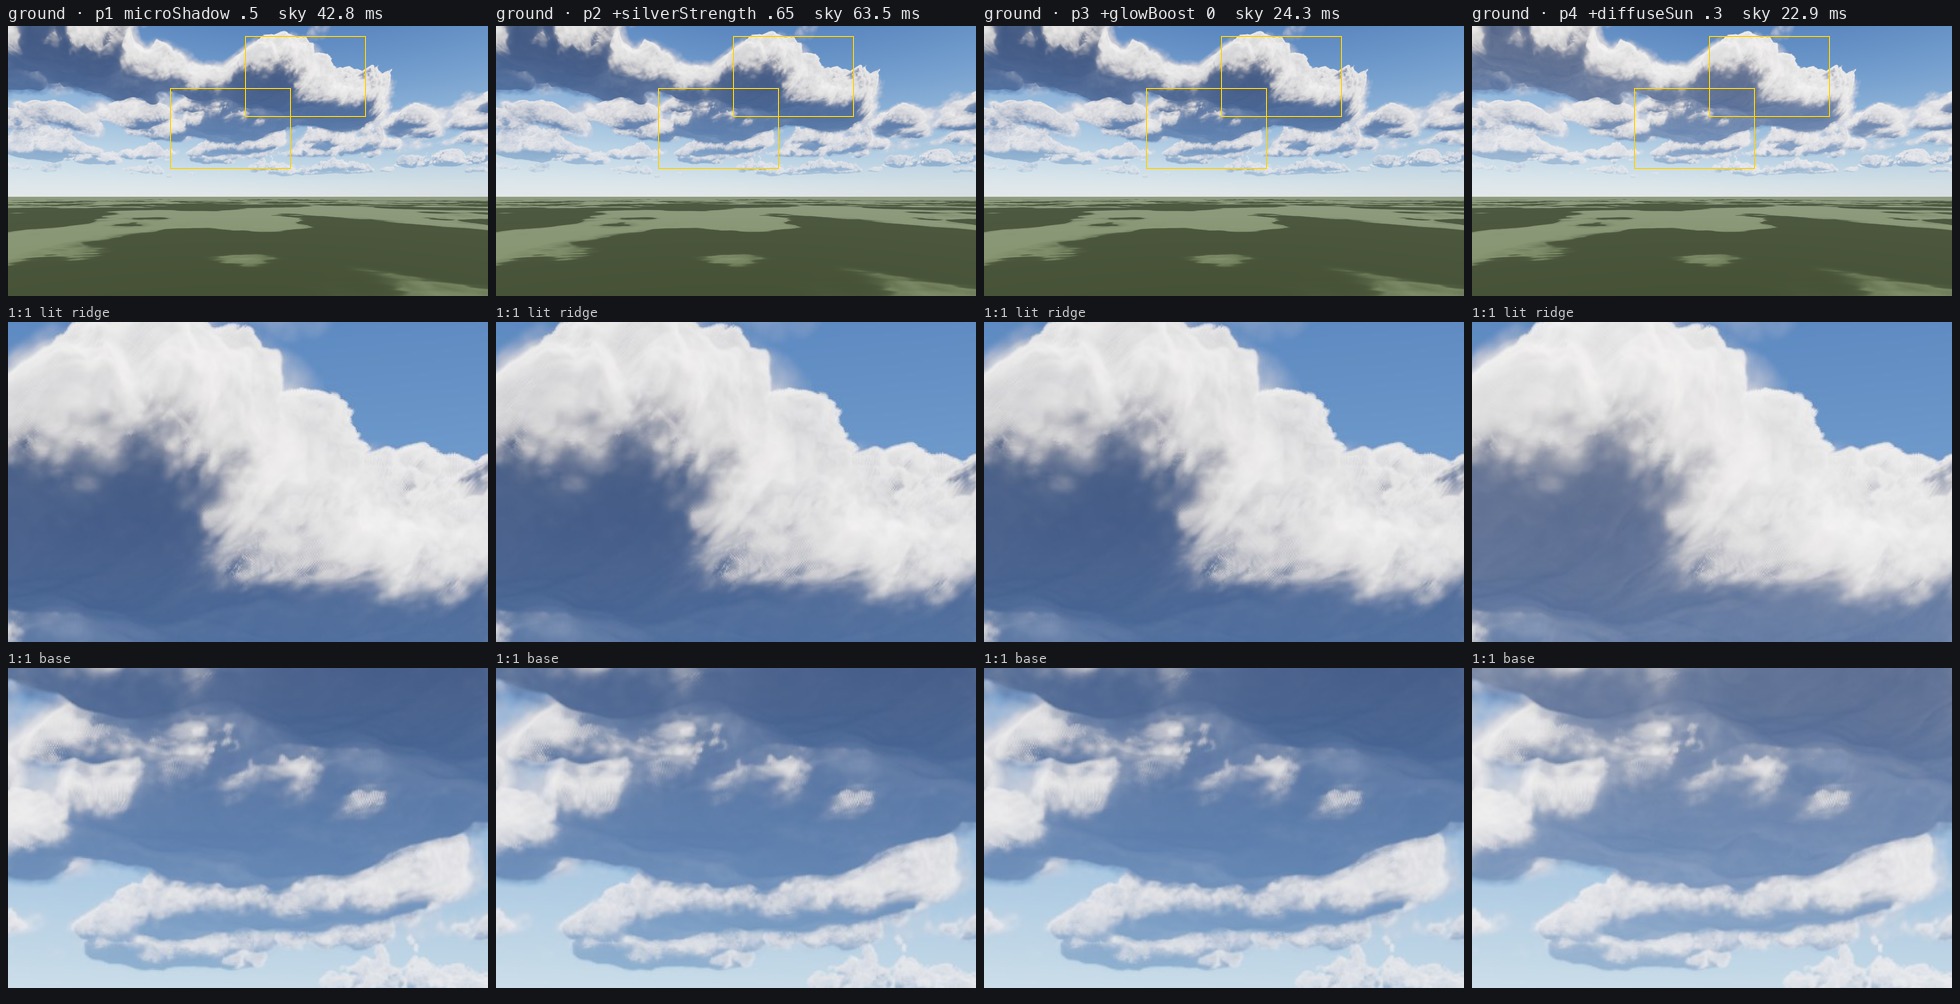 ground · p1 microShadow .5  sky 42.8 ms
ground · p2 +silverStrength .65  sky 63.5 ms
ground · p3 +glowBoost 0  sky 24.3 ms
ground · p4 +diffuseSun .3  sky 22.9 ms
1:1 lit ridge
1:1 lit ridge
1:1 lit ridge
1:1 lit ridge
1:1 base
1:1 base
1:1 base
1:1 base